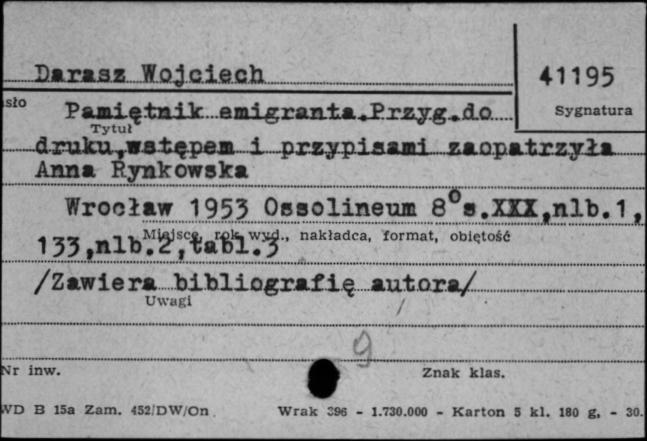 Darasz Wojciech
41195
sło
Pamiętnik emigranta.Przyg.do
Sygnatura
Tytuł
druku,wstępem i przypisami zaopatrzyła
Anna Rynkowska
Wrocław 1953 Ossolineum 8°s.XXX,nlb.1,
Miejsce, rok wyd., nakładca, format, objętość
133,nlb.2,tabl.3
/Zawiera bibliografię autora/
Uwagi
9
Nr inw.
Znak klas.
WD B 15a Zam. 452/DW/On
Wrak 396 - 1.730.000 - Karton 5 kl. 180 g. - 30.